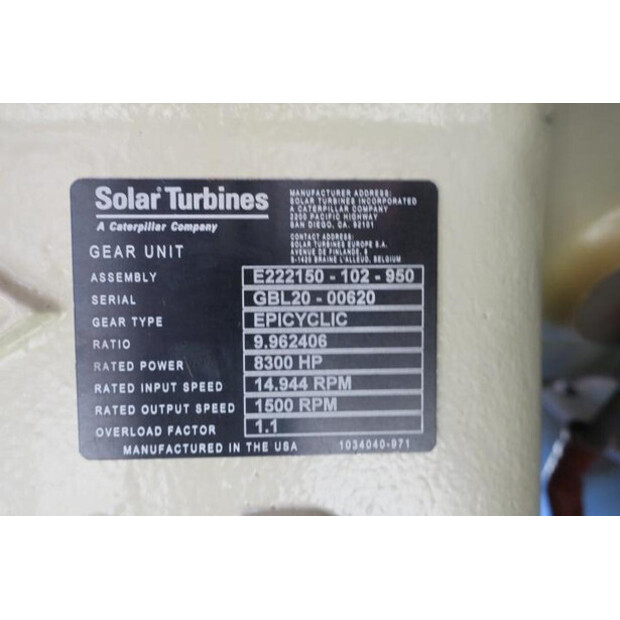 Solar® Turbines
A Caterpillar Company
MANUFACTURER ADDRESS:
SOLAR TURBINES INCORPORATED
A CATERPILLAR COMPANY
2200 PACIFIC HIGHWAY
SAN DIEGO, CA. 92101
CONTACT ADDRESS:
SOLAR TURBINES EUROPE S.A.
AVENUE DE FINLANDE, 8
B-1420 BRAINE L'ALLEUD, BELGIUM
GEAR UNIT
ASSEMBLY E222150 - 102 - 950
SERIAL GBL20 - 00620
GEAR TYPE EPICYCLIC
RATIO 9.962406
RATED POWER 8300 HP
RATED INPUT SPEED 14.944 RPM
RATED OUTPUT SPEED 1500 RPM
OVERLOAD FACTOR 1.1
MANUFACTURED IN THE USA 1034040-971